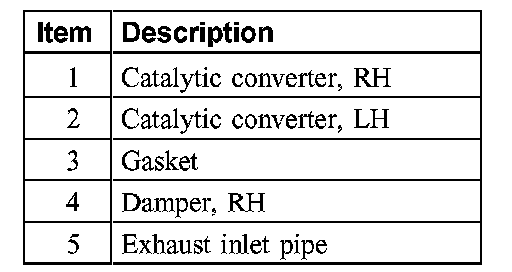 Item Description
1 Catalytic converter, RH
2 Catalytic converter, LH
3 Gasket
4 Damper, RH
5 Exhaust inlet pipe